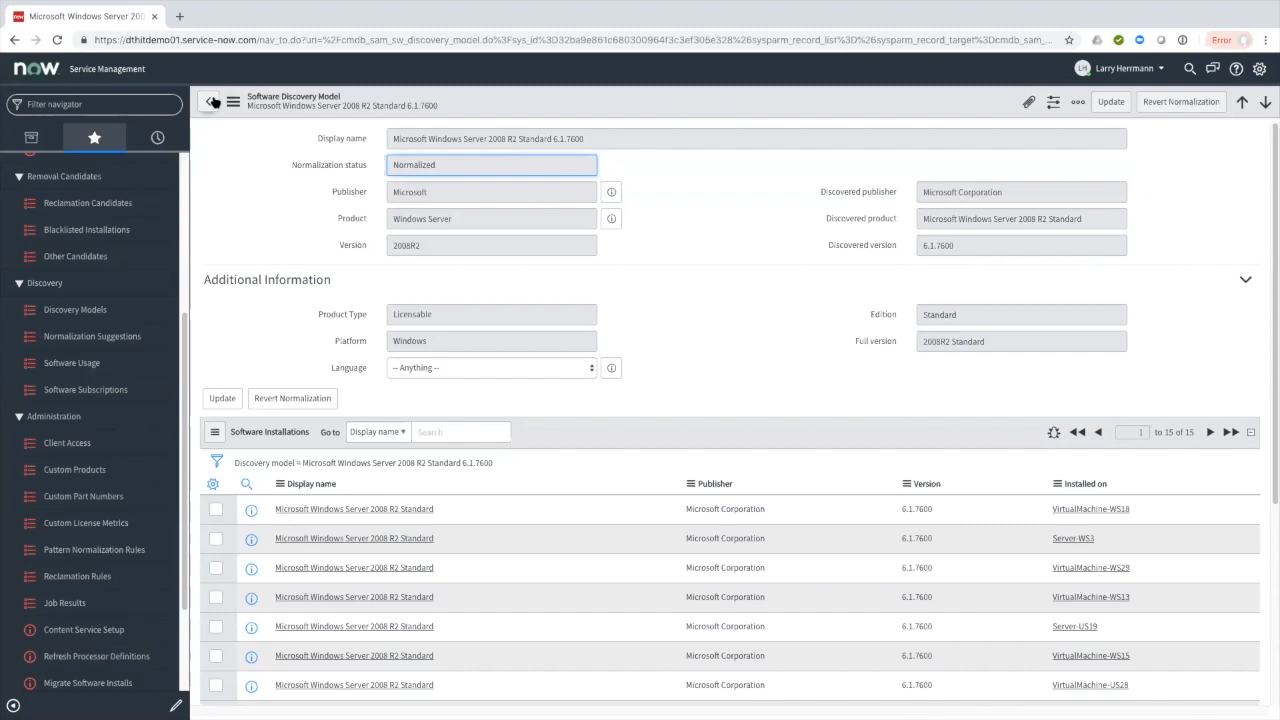 Microsoft Windows Server 200
https://dthitdemo01.service-now.com/nav_to.do?uri=%2Fcmdb_sam_sw_discovery_model.do%3Fsys_id%3D32ba9e861c680300964f3c3ef305e328%26sysparm_record_list%3D%26sysparm_record_target%3Dcmdb_sam_...
Error
now Service Management
Larry Herrmann
Filter navigator
Software Discovery Model
Microsoft Windows Server 2008 R2 Standard 6.1.7600
Update
Revert Normalization
Removal Candidates
Reclamation Candidates
Blacklisted Installations
Other Candidates
Discovery
Discovery Models
Normalization Suggestions
Software Usage
Software Subscriptions
Administration
Client Access
Custom Products
Custom Part Numbers
Custom License Metrics
Pattern Normalization Rules
Reclamation Rules
Job Results
Content Service Setup
Refresh Processor Definitions
Migrate Software Installs
Display name Microsoft Windows Server 2008 R2 Standard 6.1.7600
Normalization status Normalized
Publisher Microsoft Discovered publisher Microsoft Corporation
Product Windows Server Discovered product Microsoft Windows Server 2008 R2 Standard
Version 2008R2 Discovered version 6.1.7600
Additional Information
Product Type Licensable Edition Standard
Platform Windows Full version 2008R2 Standard
Language -- Anything --
Update Revert Normalization
Software Installations Go to Display name Search 1 to 15 of 15
Discovery model = Microsoft Windows Server 2008 R2 Standard 6.1.7600
Display name Publisher Version Installed on
Microsoft Windows Server 2008 R2 Standard Microsoft Corporation 6.1.7600 VirtualMachine-WS18
Microsoft Windows Server 2008 R2 Standard Microsoft Corporation 6.1.7600 Server-WS3
Microsoft Windows Server 2008 R2 Standard Microsoft Corporation 6.1.7600 VirtualMachine-WS29
Microsoft Windows Server 2008 R2 Standard Microsoft Corporation 6.1.7600 VirtualMachine-WS13
Microsoft Windows Server 2008 R2 Standard Microsoft Corporation 6.1.7600 Server-US19
Microsoft Windows Server 2008 R2 Standard Microsoft Corporation 6.1.7600 VirtualMachine-WS15
Microsoft Windows Server 2008 R2 Standard Microsoft Corporation 6.1.7600 VirtualMachine-US28